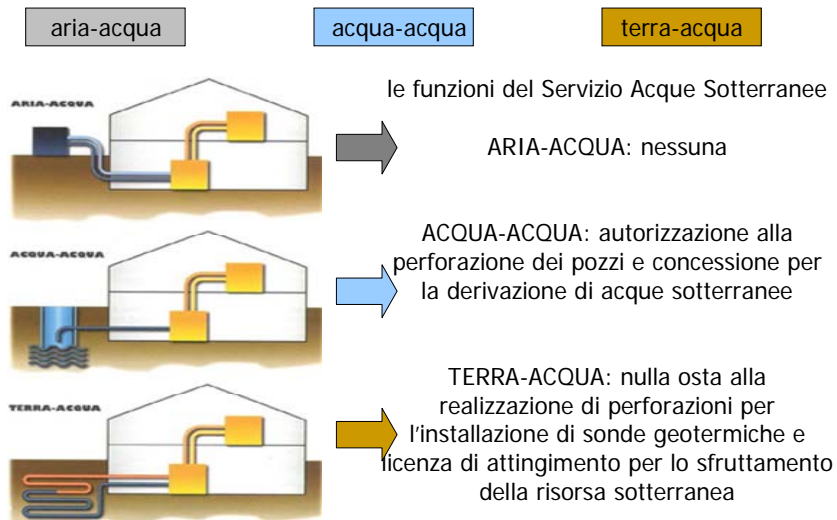 aria-acqua
acqua-acqua
terra-acqua
le funzioni del Servizio Acque Sotterranee
ARIA-ACQUA
ARIA-ACQUA: nessuna
ACQUA-ACQUA
ACQUA-ACQUA: autorizzazione alla
perforazione dei pozzi e concessione per
la derivazione di acque sotterranee
TERRA-ACQUA
TERRA-ACQUA: nulla osta alla
realizzazione di perforazioni per
l'installazione di sonde geotermiche e
licenza di attingimento per lo sfruttamento
della risorsa sotterranea